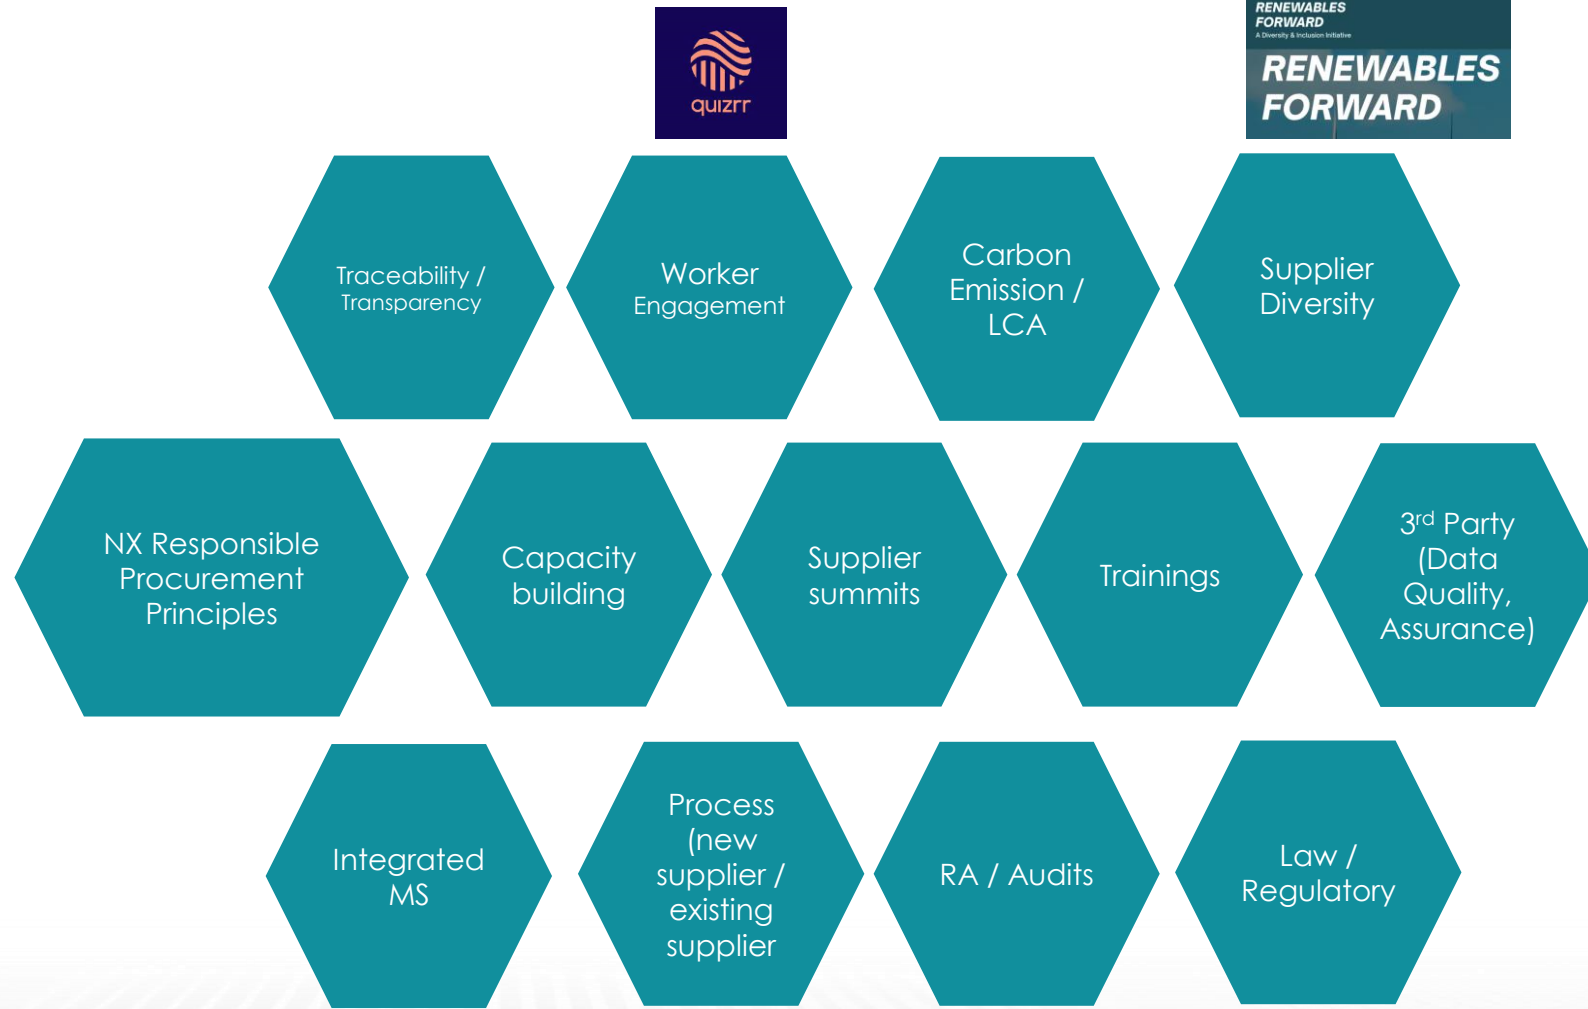 quizrr
RENEWABLES
FORWARD
A Diversity & Inclusion Initiative
RENEWABLES
FORWARD
Traceability /
Transparency
Worker
Engagement
Carbon
Emission /
LCA
Supplier
Diversity
NX Responsible
Procurement
Principles
Capacity
building
Supplier
summits
Trainings
3rd Party
(Data
Quality,
Assurance)
Integrated
MS
Process
(new
supplier /
existing
supplier
RA / Audits
Law /
Regulatory